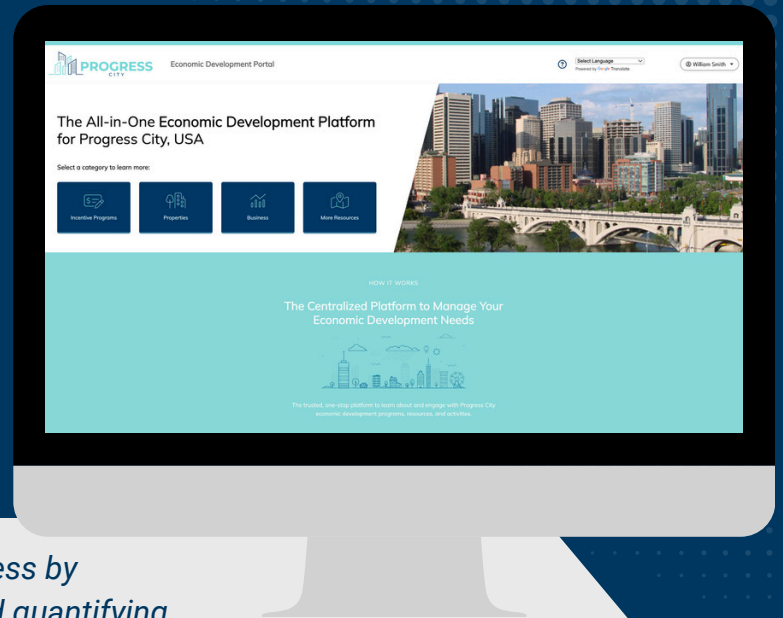 PROGRESS
CITY
Economic Development Portal
Select Language
Powered by Google Translate
William Smith
The All-in-One Economic Development Platform
for Progress City, USA
Select a category to learn more:
Incentive Programs
Properties
Business
More Resources
HOW IT WORKS
The Centralized Platform to Manage Your
Economic Development Needs
The trusted, one-stop platform to learn about and engage with Progress City
economic development programs, resources, and activities.
ess by
d quantifying